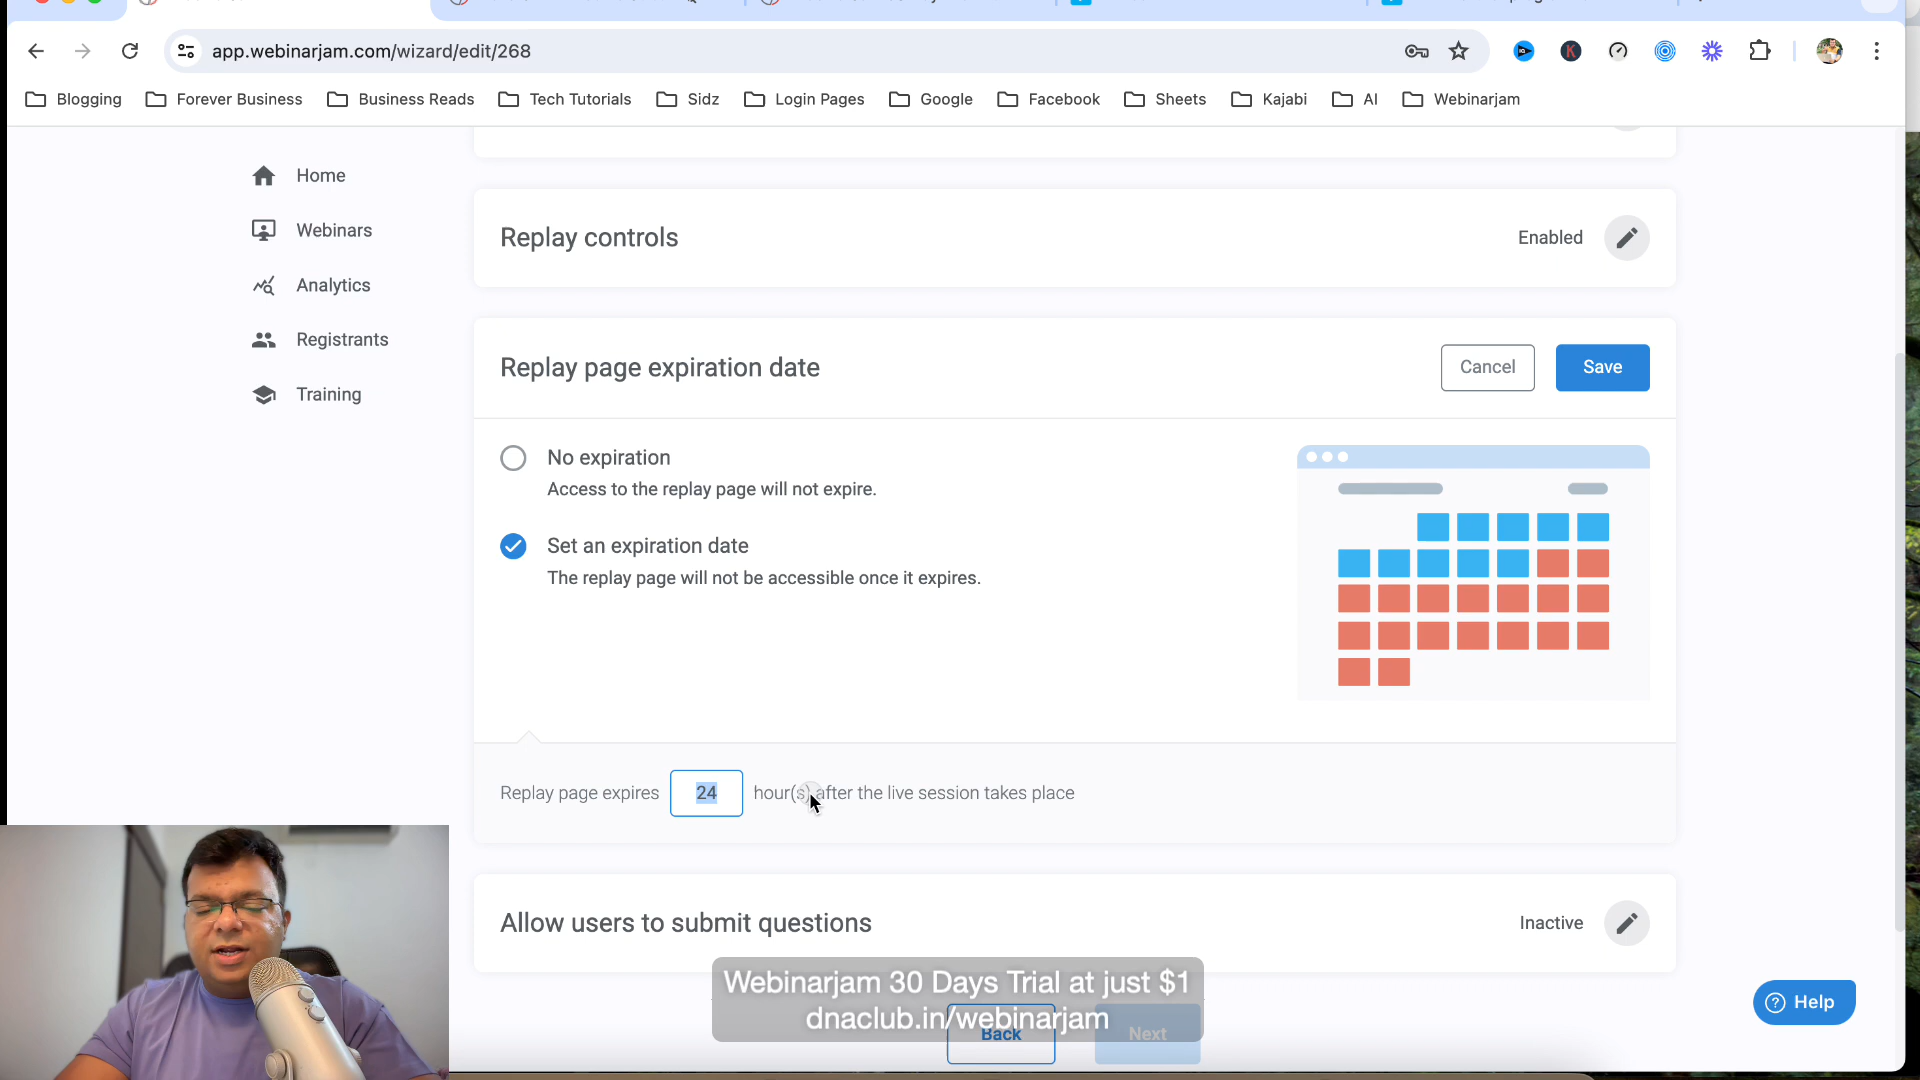 app.webinarjam.com/wizard/edit/268
Blogging
Forever Business
Business Reads
Tech Tutorials
Sidz
Login Pages
Google
Facebook
Sheets
Kajabi
AI
Webinarjam
Home
Webinars
Analytics
Registrants
Training
Replay controls
Enabled
Replay page expiration date
Cancel
Save
No expiration
Access to the replay page will not expire.
Set an expiration date
The replay page will not be accessible once it expires.
Replay page expires 24 hour(s) after the live session takes place
Allow users to submit questions
Inactive
Webinarjam 30 Days Trial at just $1
dnaclub.in/webinarjam
Back
Next
Help